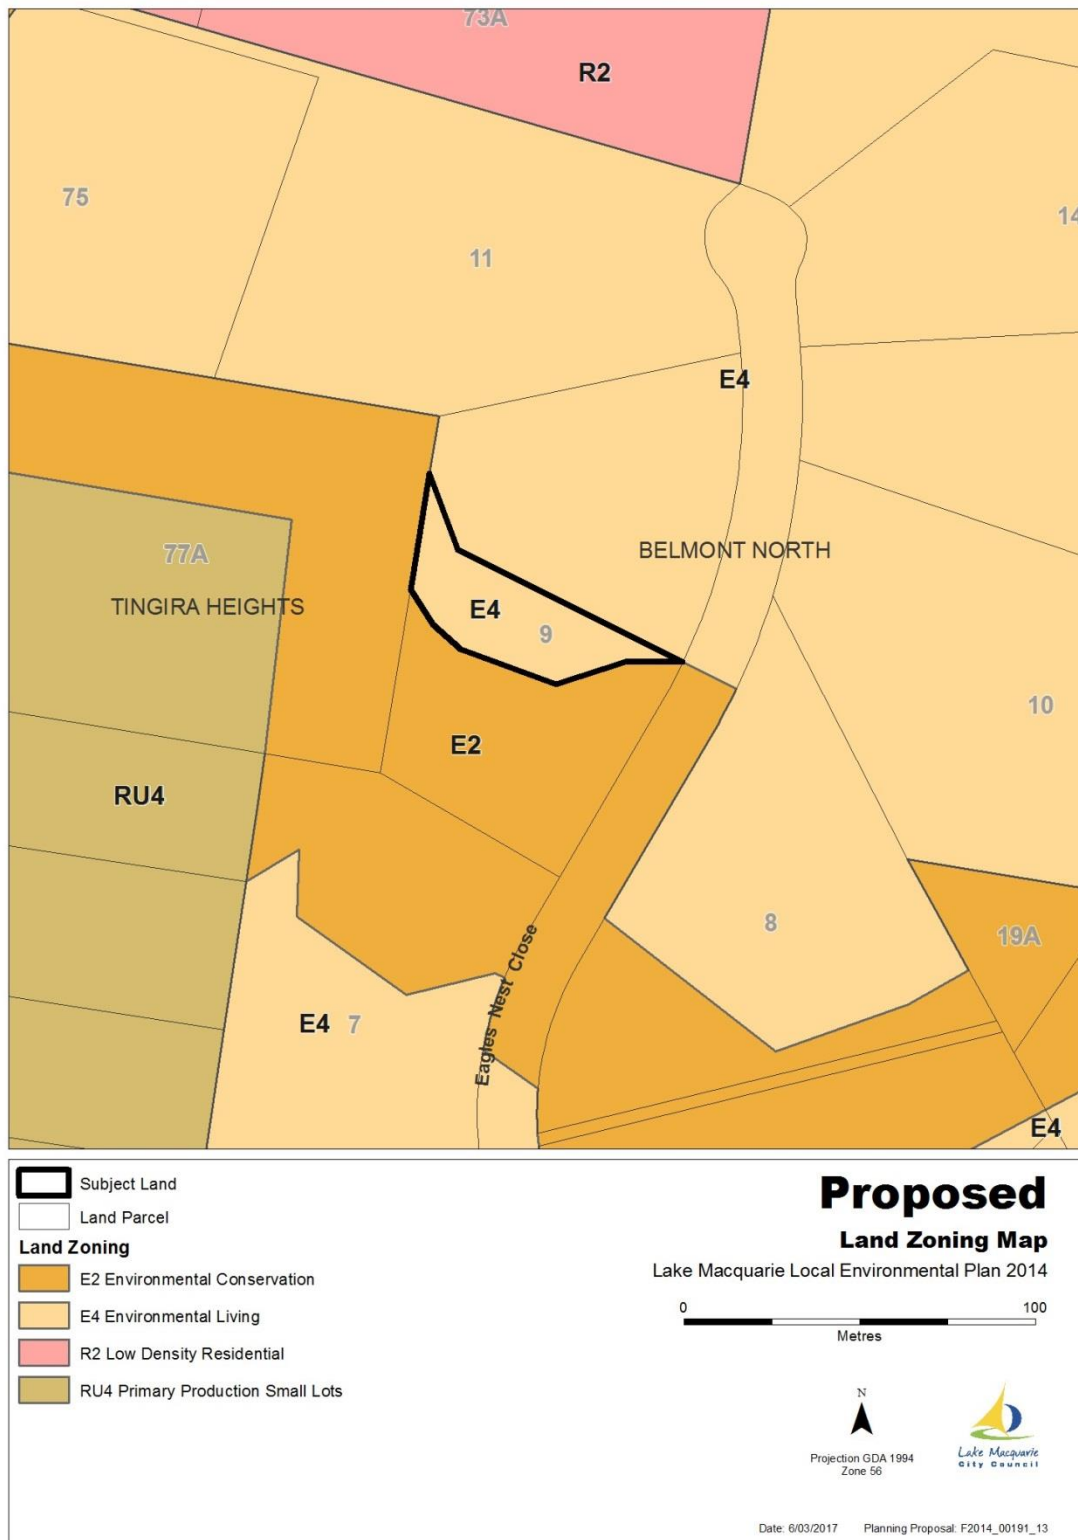 73A
R2
75
11
14
E4
77A
BELMONT NORTH
TINGIRA HEIGHTS
E4
9
10
E2
RU4
8
19A
Eagles Nest Close
E4 7
E4
Subject Land
Land Parcel
Land Zoning
E2 Environmental Conservation
E4 Environmental Living
R2 Low Density Residential
RU4 Primary Production Small Lots
Proposed
Land Zoning Map
Lake Macquarie Local Environmental Plan 2014
0 100
Metres
N
Projection GDA 1994
Zone 56
Lake Macquarie
City Council
Date: 6/03/2017 Planning Proposal: F2014_00191_13